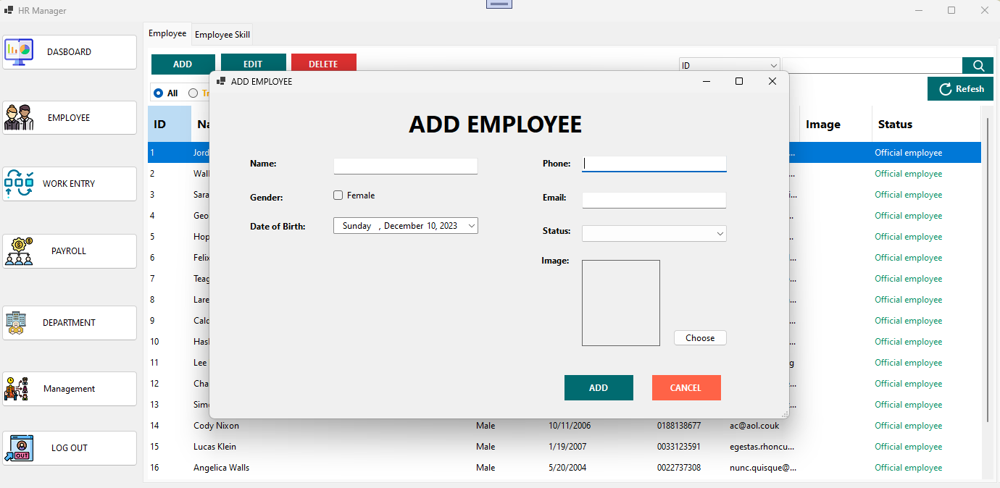 HR Manager
DASBOARD
EMPLOYEE
WORK ENTRY
PAYROLL
DEPARTMENT
Management
LOG OUT
OUT
Employee
Employee Skill
ADD
EDIT
DELETE
ID
Refesh
All
Tr
ID
Na
Image
Status
1 Jord ... Official employee
2 Wall Official employee
3 Sara i... Official employee
4 Geo ... Official employee
5 Hop ... Official employee
6 Felix ... Official employee
7 Teag ... Official employee
8 Lare ... Official employee
9 Cald ... Official employee
10 Hask ... Official employee
11 Lee g Official employee
12 Cha ... Official employee
13 Sim ... Official employee
14 Cody Nixon Male 10/11/2006 0188138677 ac@aol.couk Official employee
15 Lucas Klein Male 1/19/2007 0033123591 egestas.rhoncu... Official employee
16 Angelica Walls Male 5/20/2004 0022737308 nunc.quisque@... Official employee
ADD EMPLOYEE
ADD EMPLOYEE
Name:
Gender:
Female
Date of Birth:
Sunday , December 10, 2023
Phone:
Email:
Status:
Image:
Choose
ADD
CANCEL